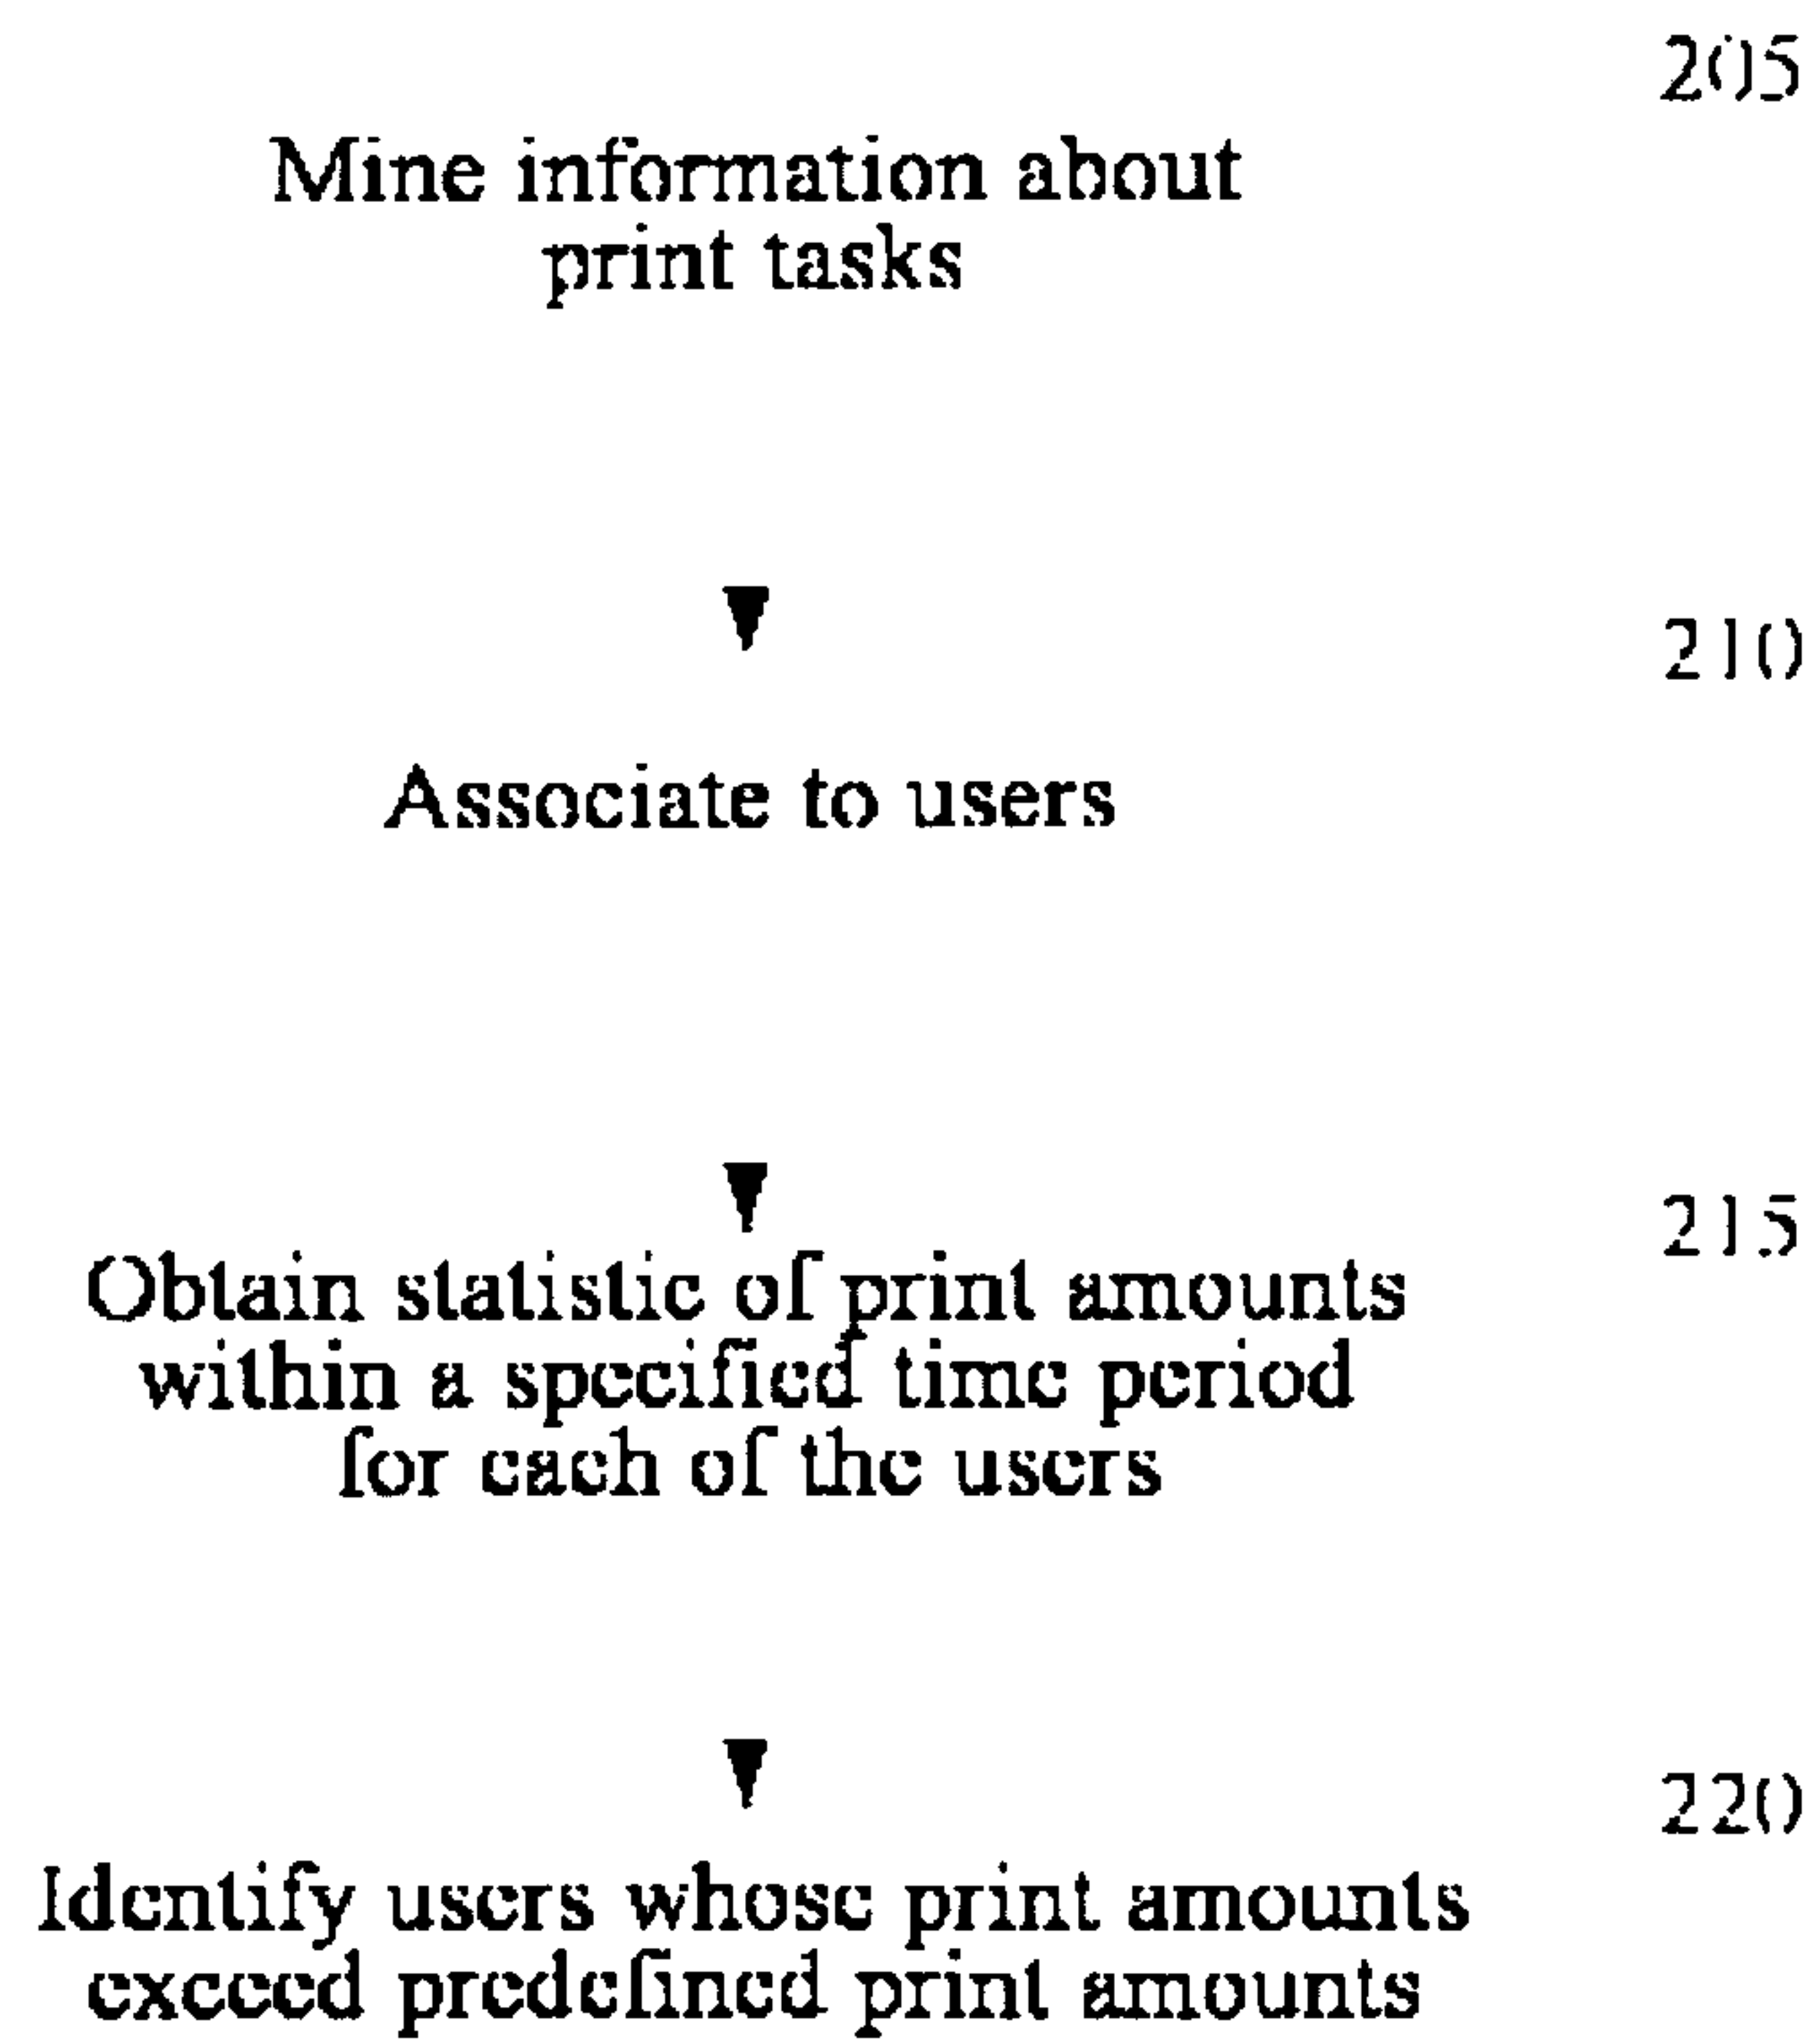 205
Mine information about
print tasks
210
Associate to users
215
Obtain statistic of print amounts
within a specified time period
for each of the users
220
Identify users whose print amounts
exceed predefined print amounts